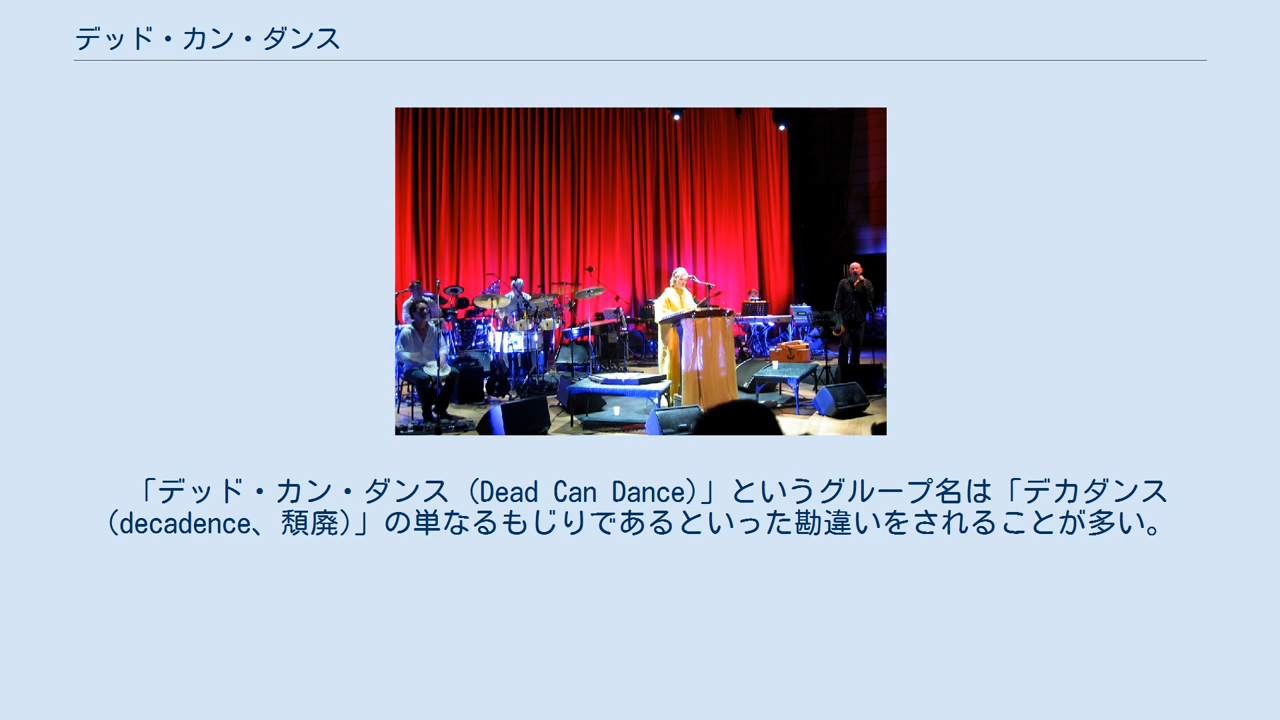 デッド・カン・ダンス
「デッド・カン・ダンス (Dead Can Dance)」というグループ名は「デカダンス
(decadence、頽廃)」の単なるもじりであるといった勘違いをされることが多い。